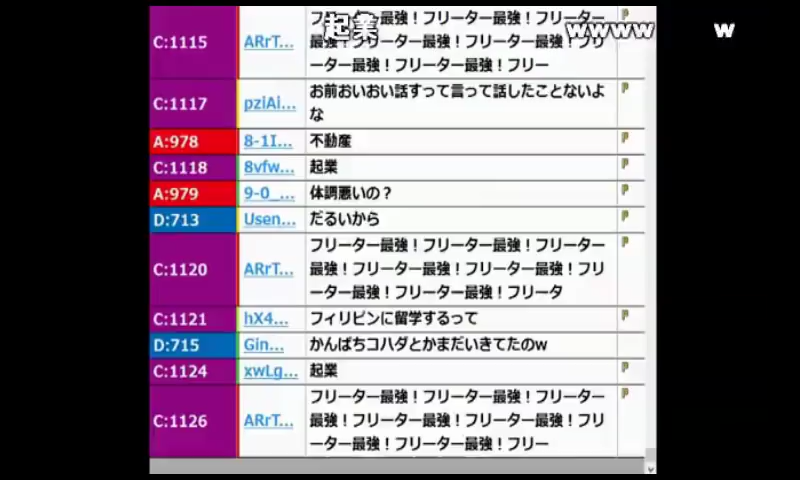 起業
wwww
w
C:1115 ARrT... フリーター最強！フリーター最強！フリーター
最強！フリーター最強！フリーター最強！フリ
ーター最強！フリーター最強！フリー
C:1117 pziAi... お前おいおい話すって言って話したことないよ
な
A:978 8-1I... 不動産
C:1118 8vfw... 起業
A:979 9-0_... 体調悪いの？
D:713 Usen... だるいから
C:1120 ARrT... フリーター最強！フリーター最強！フリーター
最強！フリーター最強！フリーター最強！フリ
ーター最強！フリーター最強！フリータ
C:1121 hX4... フィリピンに留学するって
D:715 Gin... かんぱちコハダとかまだいきてたのw
C:1124 xwLg... 起業
C:1126 ARrT... フリーター最強！フリーター最強！フリーター
最強！フリーター最強！フリーター最強！フリ
ーター最強！フリーター最強！フリー